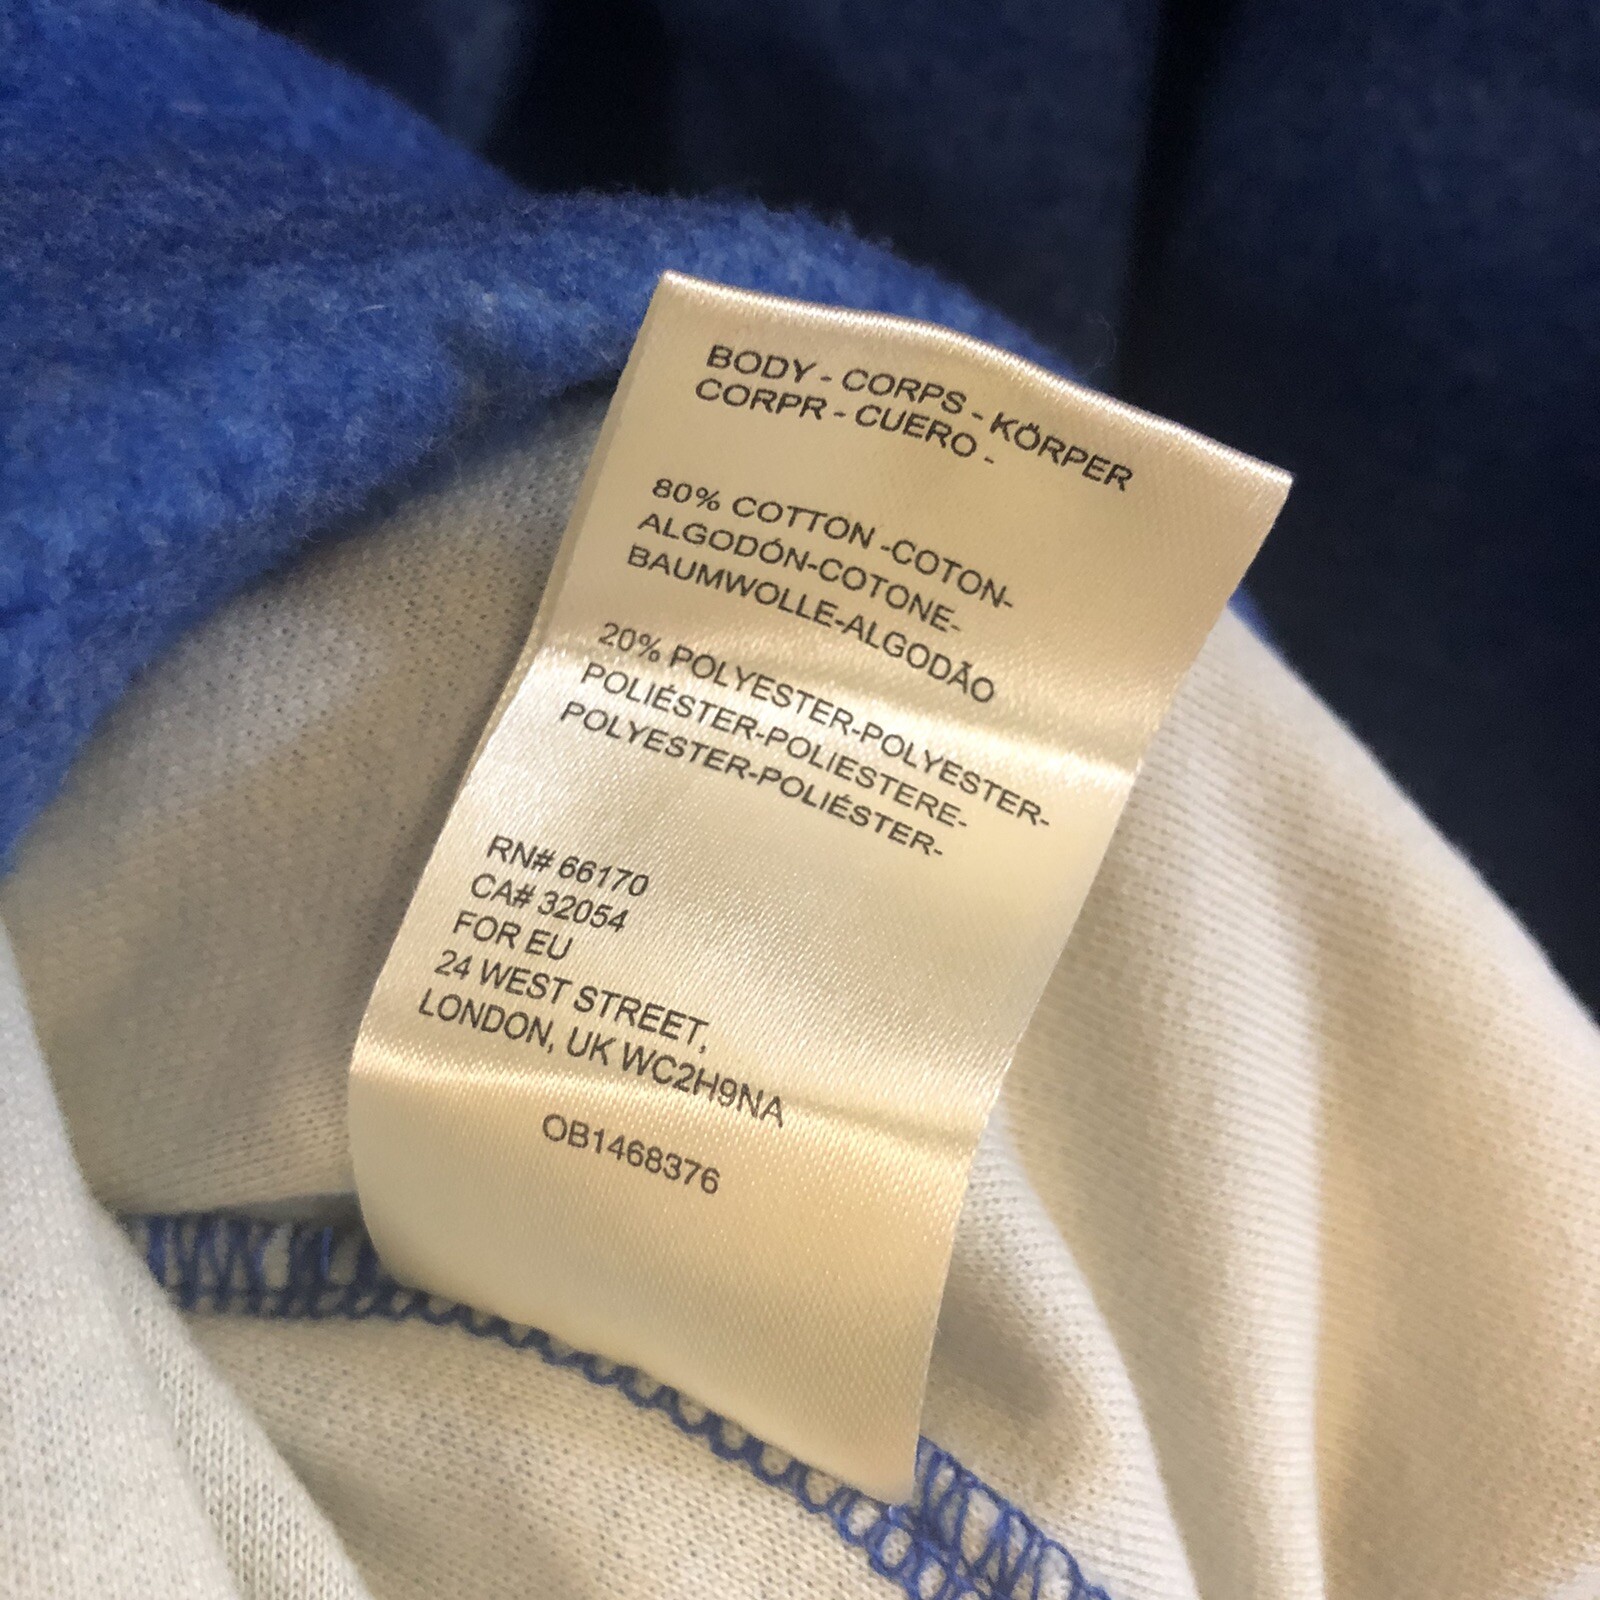 BODY - CORPS - KÖRPER
CORPR - CUERO -
80% COTTON -COTON-
ALGODÓN-COTONE-
BAUMWOLLE-ALGODÃO
20% POLYESTER-POLYESTER-
POLIÉSTER-POLIESTERE-
POLYESTER-POLIÉSTER-
RN# 66170
CA# 32054
FOR EU
24 WEST STREET,
LONDON, UK WC2H9NA
OB1468376